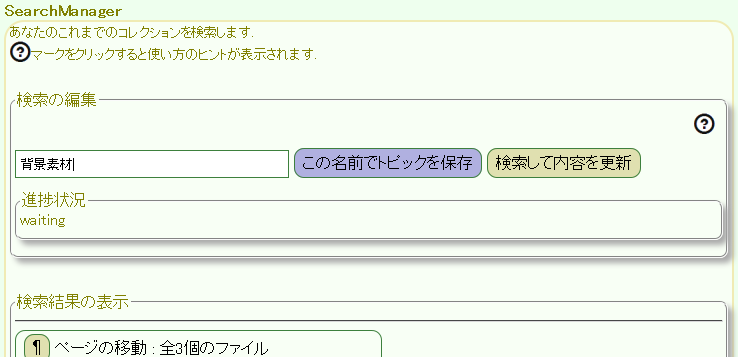 SearchManager
あなたのこれまでのコレクションを検索します.
?マークをクリックすると使い方のヒントが表示されます.
検索の編集
?
背景素材 この名前でトピックを保存 検索して内容を更新
進捗状況
waiting
検索結果の表示
¶ ページの移動 : 全3個のファイル